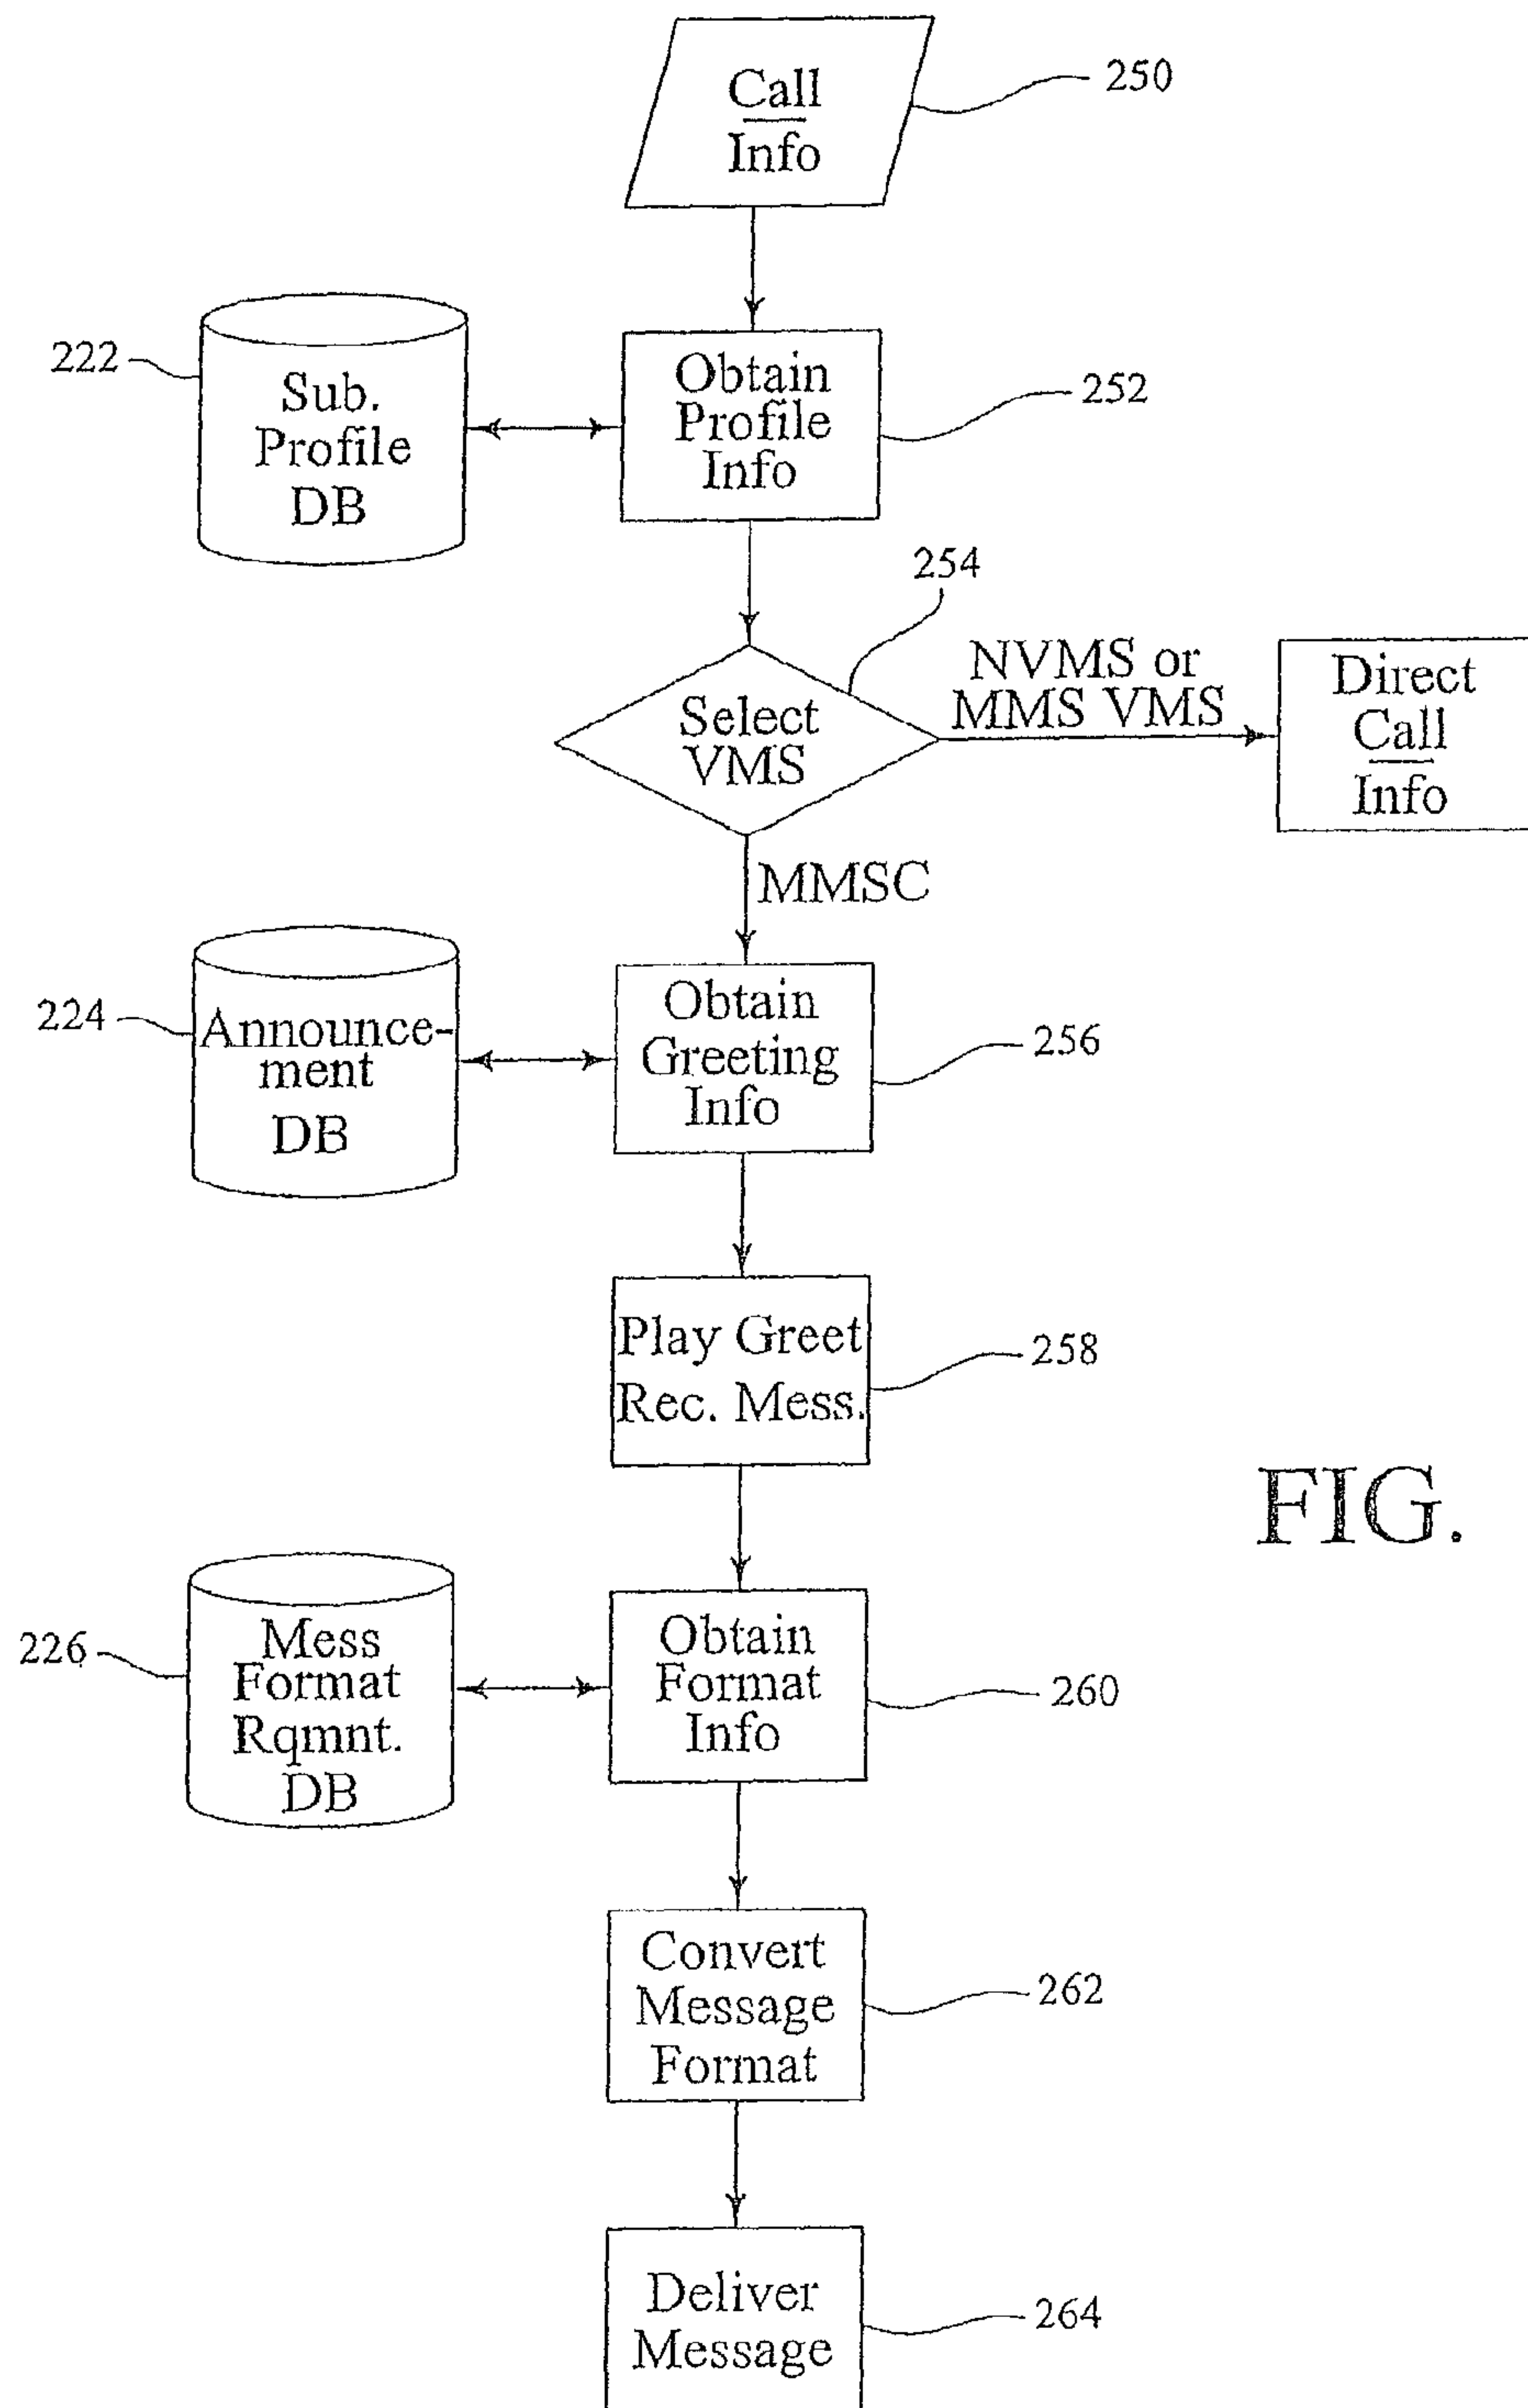 Call
Info
250
222
Sub.
Profile
DB
Obtain
Profile
Info
252
254
Select
VMS
NVMS or
MMS VMS
Direct
Call
Info
MMSC
224
Announce-
ment
DB
Obtain
Greeting
Info
256
Play Greet
Rec. Mess.
258
FIG.
226
Mess
Format
Rqmnt.
DB
Obtain
Format
Info
260
Convert
Message
Format
262
Deliver
Message
264